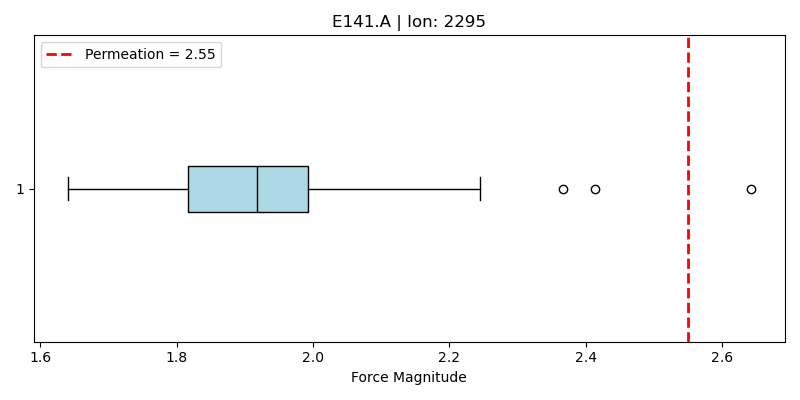 E141.A | Ion: 2295
Permeation = 2.55
1
1.6 1.8 2.0 2.2 2.4 2.6
Force Magnitude